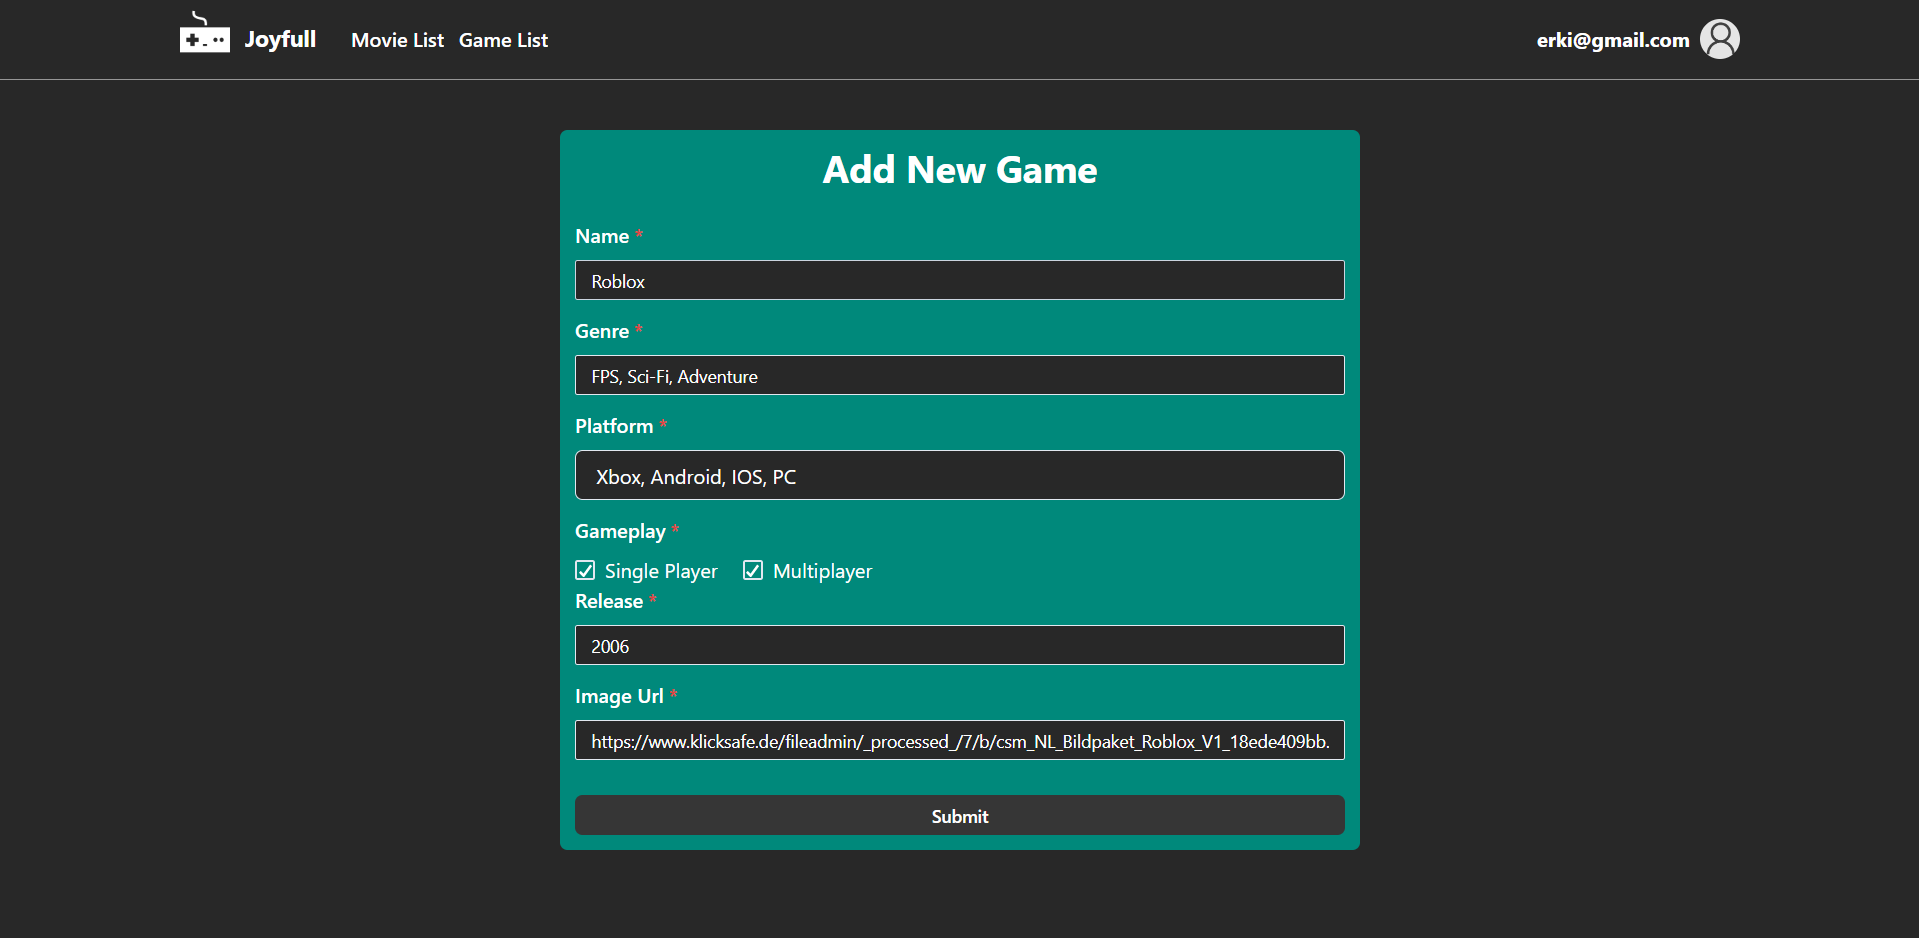 Joyfull Movie List Game List erki@gmail.com
Add New Game
Name *
Roblox
Genre *
FPS, Sci-Fi, Adventure
Platform *
Xbox, Android, IOS, PC
Gameplay *
Single Player Multiplayer
Release *
2006
Image Url *
https://www.klicksafe.de/fileadmin/_processed_/7/b/csm_NL_Bildpaket_Roblox_V1_18ede409bb.
Submit